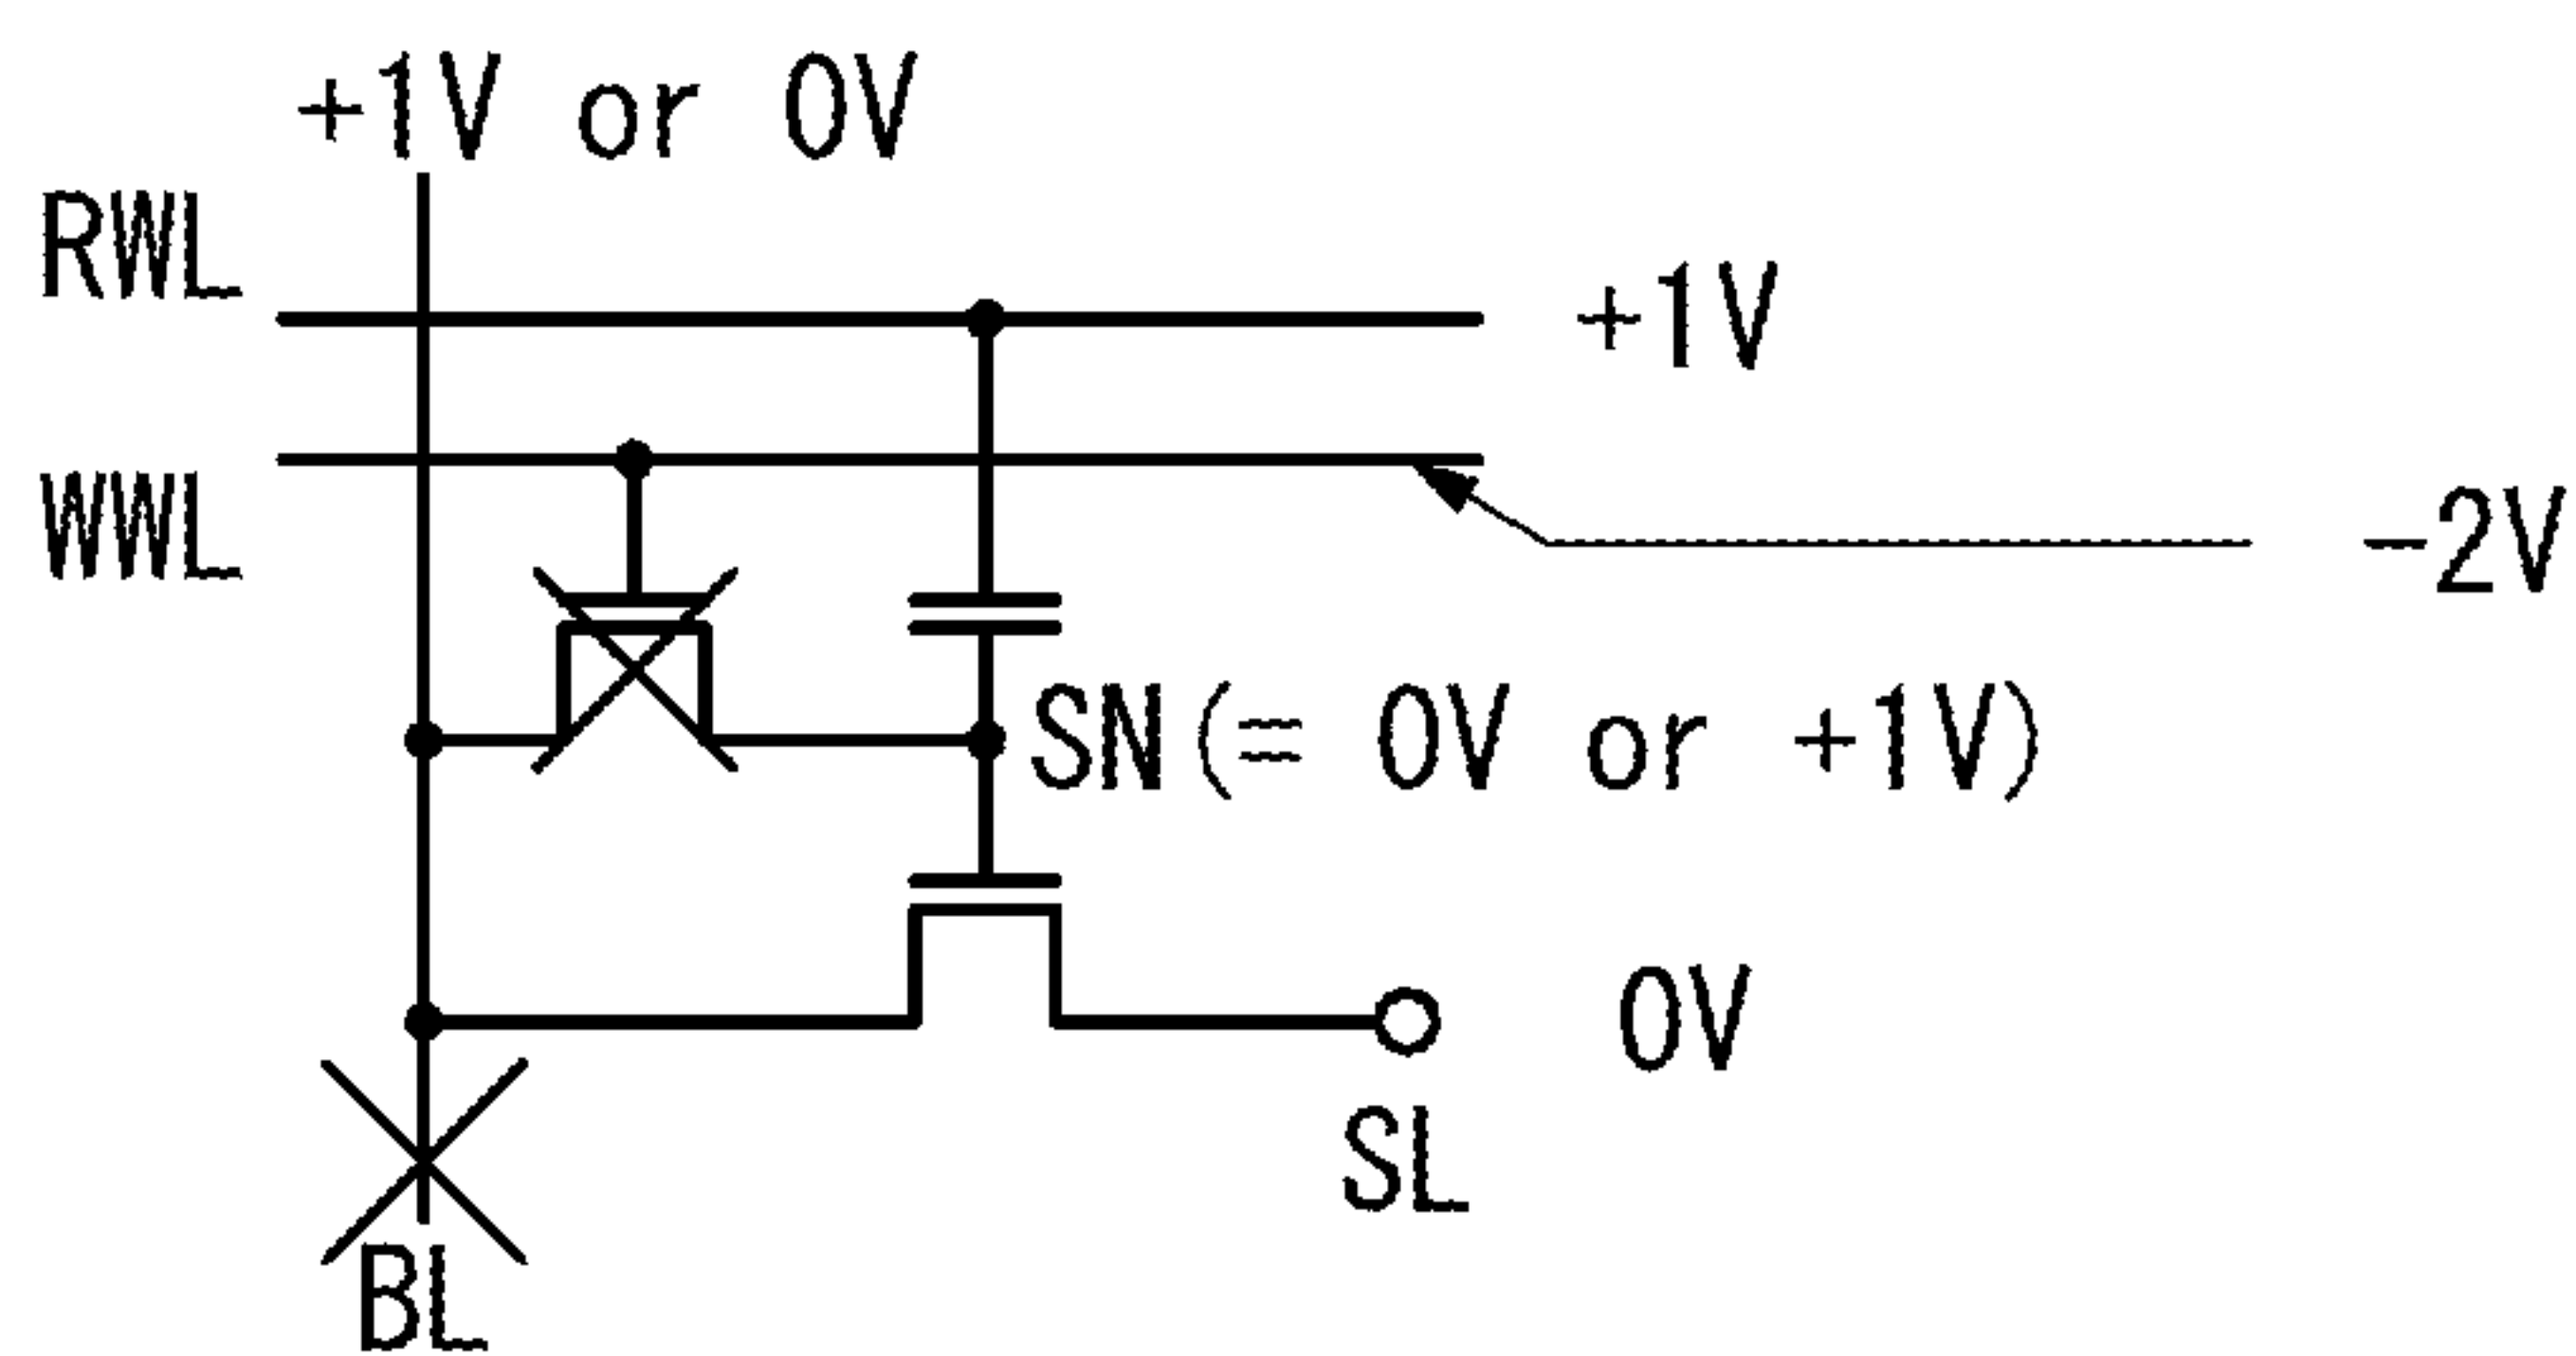 +1V or 0V
RWL
+1V
WWL
-2V
SN(= 0V or +1V)
0V
SL
BL